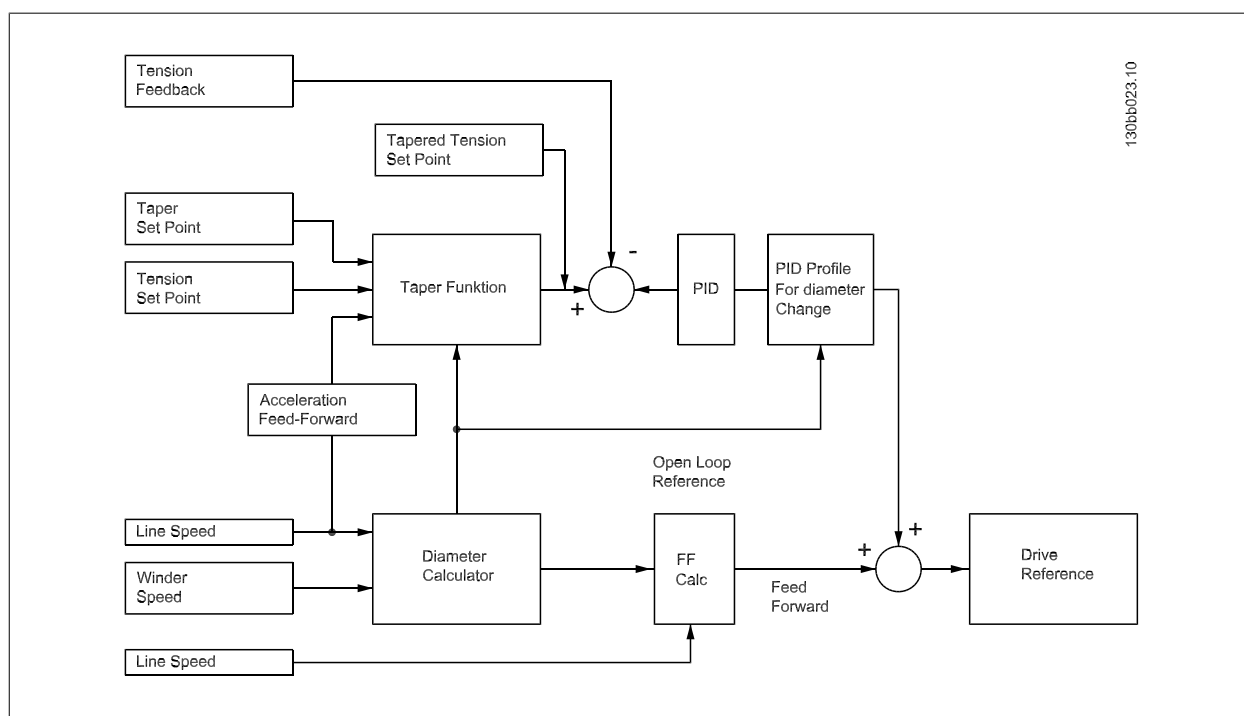 Tension
Feedback
130bb023.10
Tapered Tension
Set Point
Taper
Set Point
Tension
Set Point
Taper Funktion
-
+
PID
PID Profile
For diameter
Change
Acceleration
Feed-Forward
Open Loop
Reference
Line Speed
Winder
Speed
Diameter
Calculator
FF
Calc
+
+
Feed
Forward
Drive
Reference
Line Speed